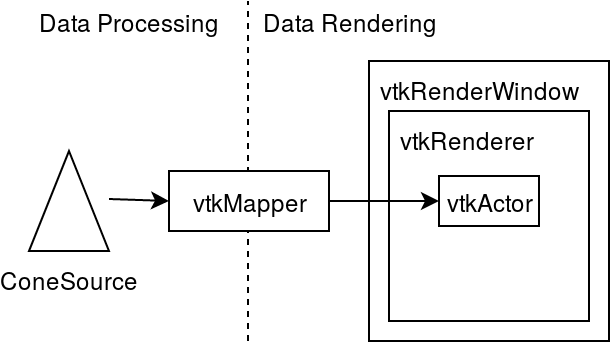 Data Processing
Data Rendering
vtkRenderWindow
vtkRenderer
vtkMapper
vtkActor
ConeSource